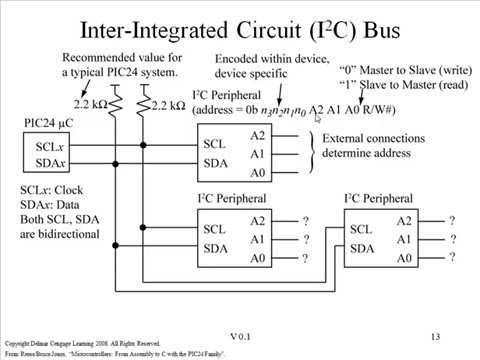 Inter-Integrated Circuit (I²C) Bus
Recommended value for
a typical PIC24 system.
Encoded within device,
device specific
"0" Master to Slave (write)
"1" Slave to Master (read)
2.2 kΩ
2.2 kΩ
I²C Peripheral
(address = 0b n₃n₂n₁n₀ A2 A1 A0 R/W#)
PIC24 µC
SCLx
SDAx
SCL
SDA
A2
A1
A0
External connections
determine address
SCLx: Clock
SDAx: Data
Both SCL, SDA
are bidirectional
I²C Peripheral
SCL
SDA
A2 ?
A1 ?
A0 ?
I²C Peripheral
SCL
SDA
A2 ?
A1 ?
A0 ?
V 0.1
13
Copyright Delmar Cengage Learning 2008. All Rights Reserved.
From: Reese/Bruce/Jones, "Microcontrollers: From Assembly to C with the PIC24 Family".